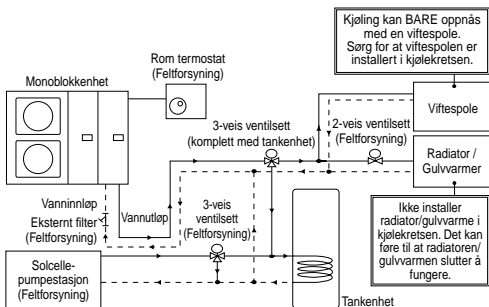 Kjøling kan BARE oppnås
med en viftespole.
Sørg for at viftespolen er
installert i kjølekretsen.
Rom termostat
(Feltforsyning)
Monoblokkenhet
3-veis ventilsett
(komplett med tankenhet)
2-veis ventilsett
(Feltforsyning)
Viftespole
Radiator /
Gulvvarmer
Vanninnløp
Eksternt filter
(Feltforsyning)
Vannutløp
3-veis
ventilsett
(Feltforsyning)
Ikke installer
radiator/gulvvarme i
kjølekretsen. Det kan
føre til at radiatoren/
gulvvarmen slutter å
fungere.
Solcelle-
pumpestasjon
(Feltforsyning)
Tankenhet